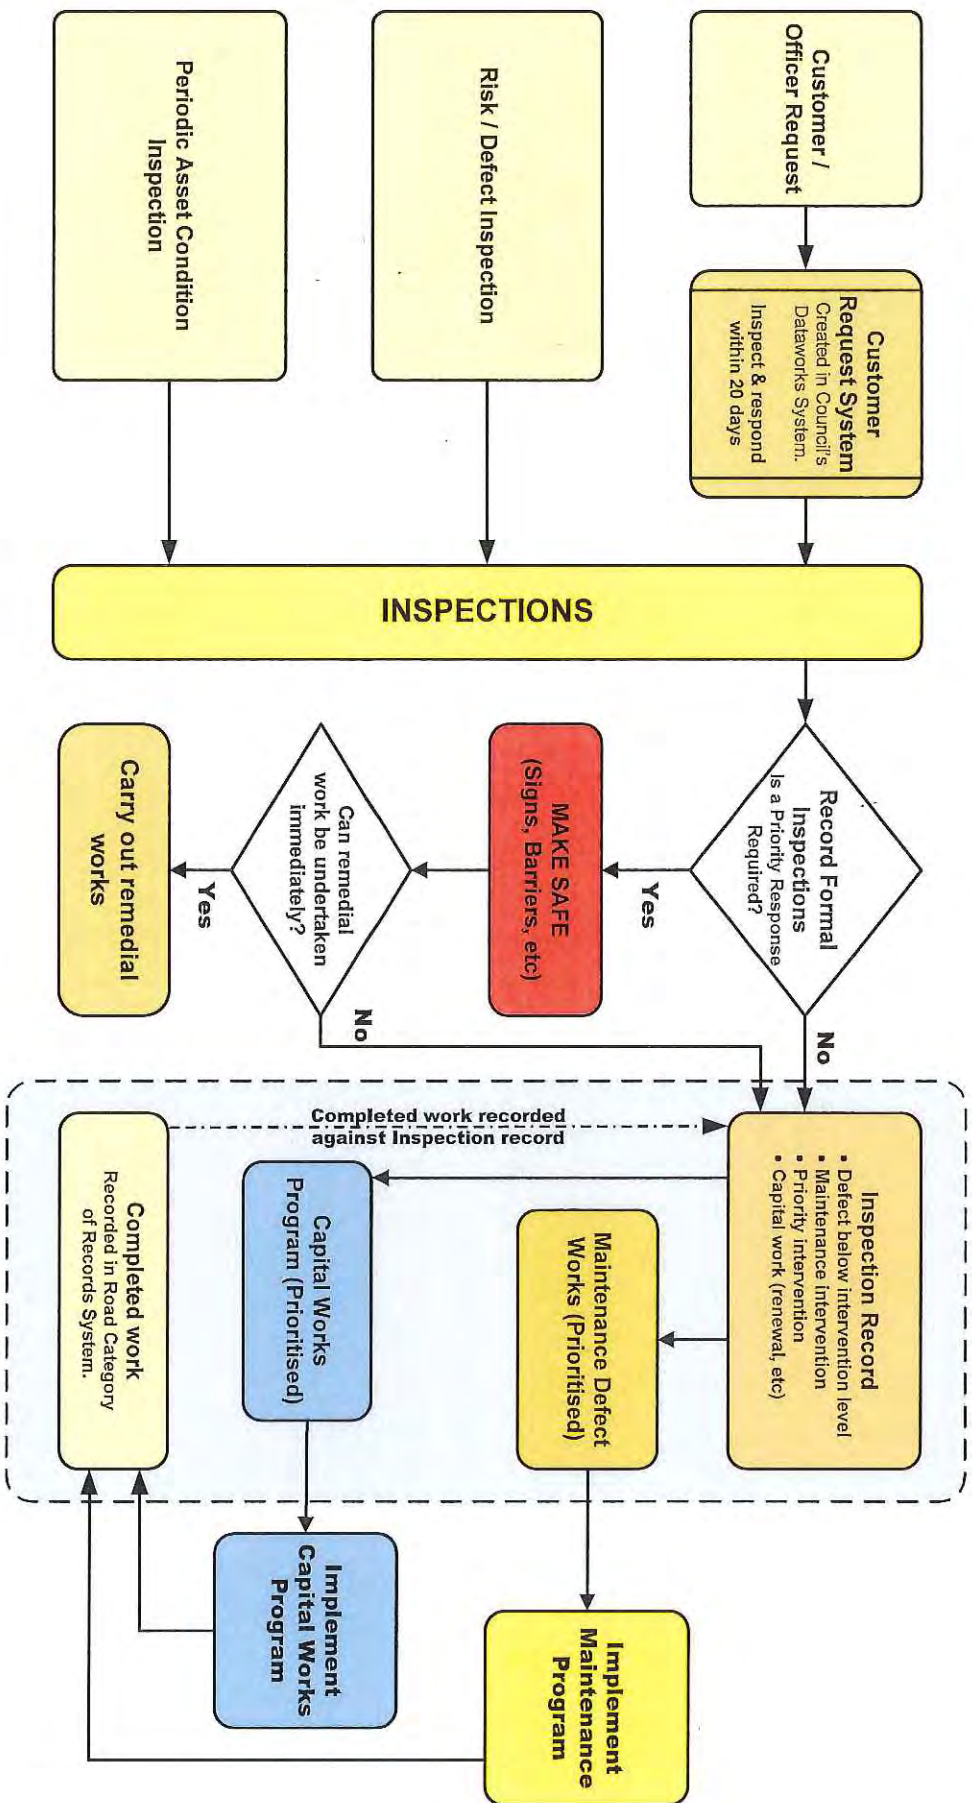 Customer /
Officer Request
Customer
Request System
Created in Council's
Dataworks System.
Inspect & respond
within 20 days
Risk / Defect Inspection
Periodic Asset Condition
Inspection
INSPECTIONS
Record Formal
Inspections
Is a Priority Response
Required?
Yes
No
MAKE SAFE
(Signs, Barriers, etc)
Can remedial
work be undertaken
immediately?
No
Yes
Carry out remedial
works
Inspection Record
• Defect below intervention level
• Maintenance intervention
• Priority intervention
• Capital work (renewal, etc)
Completed work recorded
against Inspection record
Maintenance Defect
Works (Prioritised)
Capital Works
Program (Prioritised)
Completed work
Recorded in Road Category
of Records System.
Implement
Maintenance
Program
Implement
Capital Works
Program